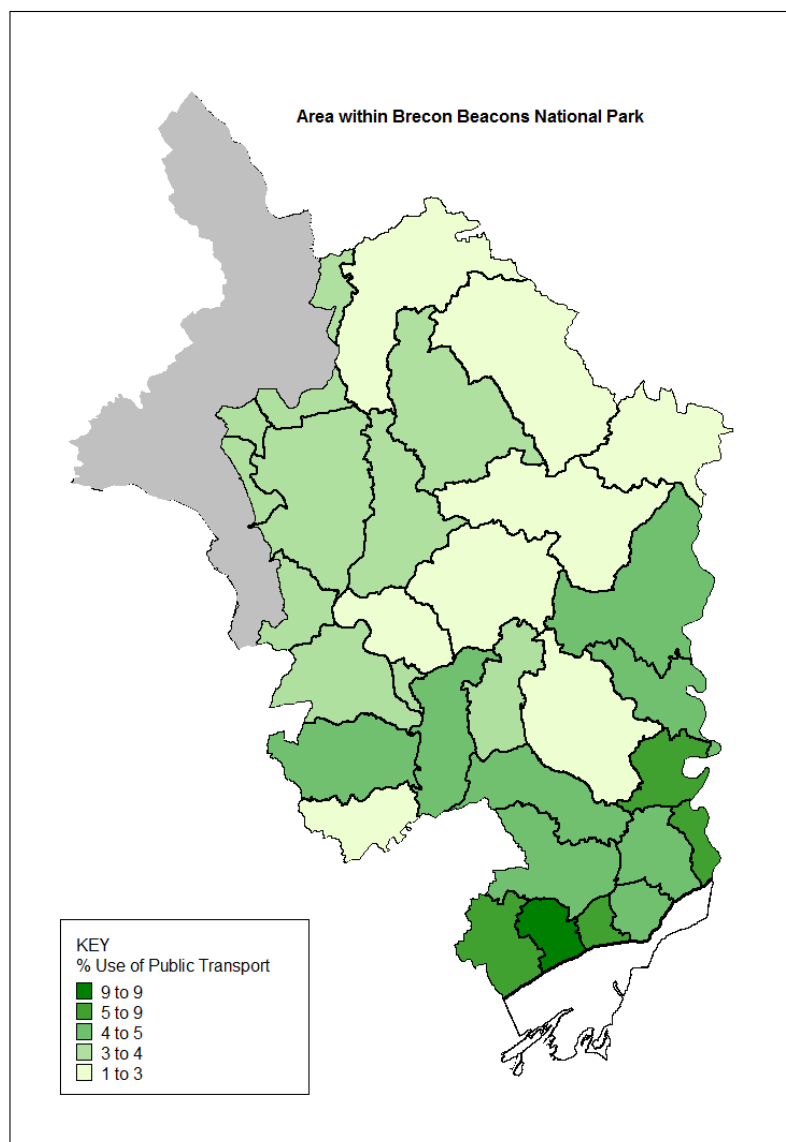 Area within Brecon Beacons National Park
KEY
% Use of Public Transport
9 to 9
5 to 9
4 to 5
3 to 4
1 to 3